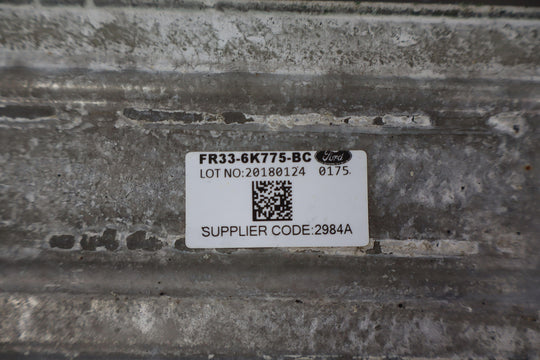 FR33-6K775-BC Ford
LOT NO:20180124 0175
SUPPLIER CODE:2984A